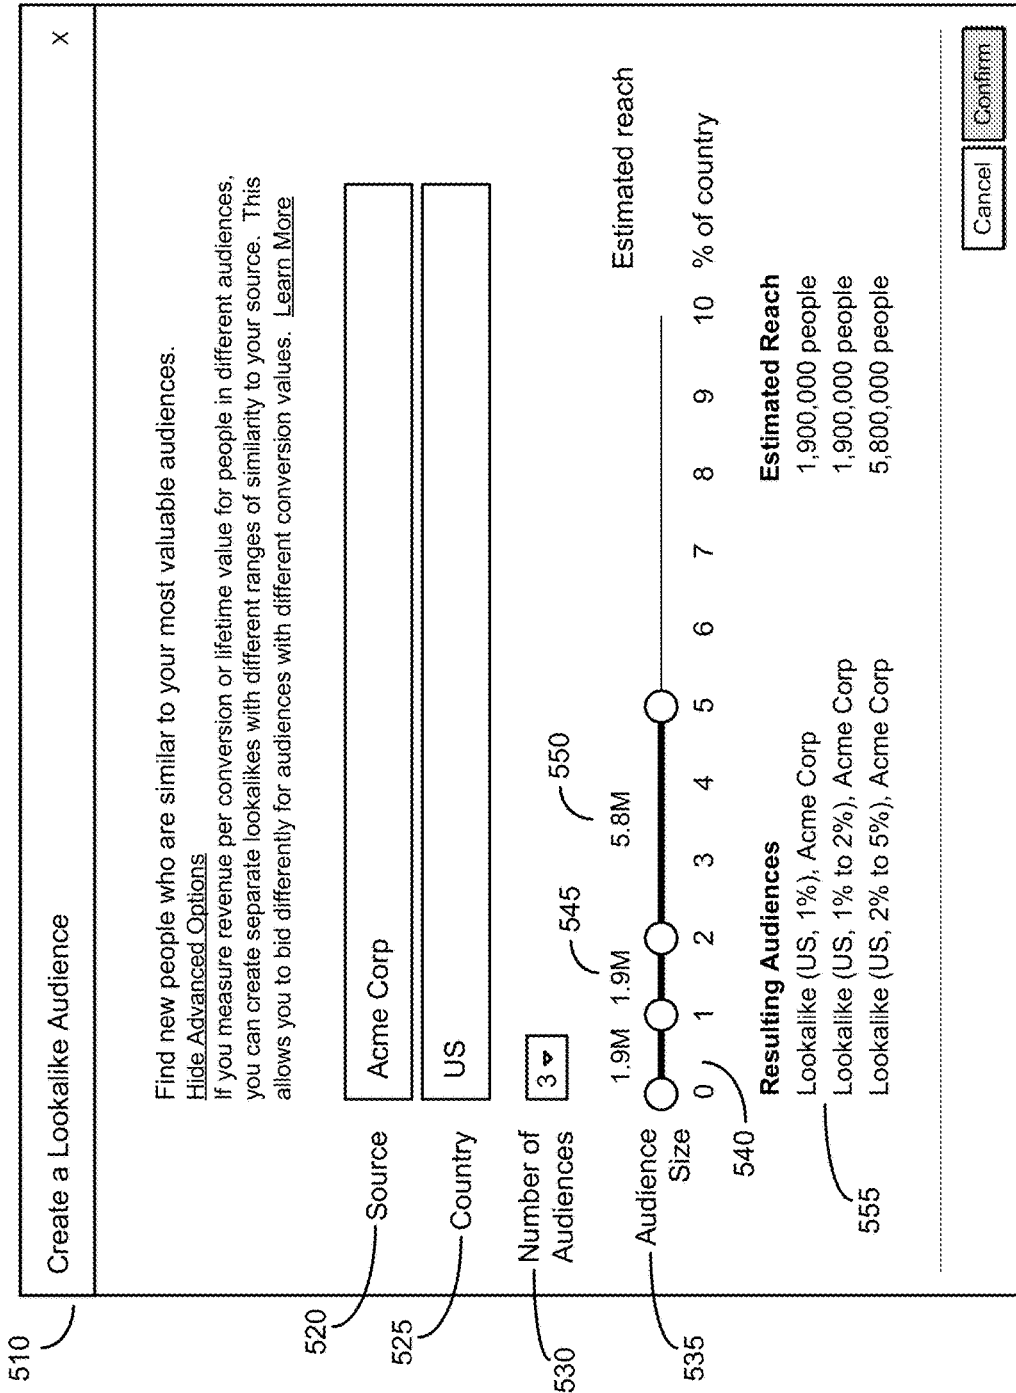 510
Create a Lookalike Audience X
Find new people who are similar to your most valuable audiences.
Hide Advanced Options
If you measure revenue per conversion or lifetime value for people in different audiences,
you can create separate lookalikes with different ranges of similarity to your source. This
allows you to bid differently for audiences with different conversion values. Learn More
520
Source Acme Corp
525
Country US
530
Number of
Audiences
3
545
550
1.9M 1.9M 5.8M Estimated reach
535
Audience
Size
0 1 2 3 4 5 6 7 8 9 10 % of country
540
Resulting Audiences Estimated Reach
Lookalike (US, 1%), Acme Corp 1,900,000 people
Lookalike (US, 1% to 2%), Acme Corp 1,900,000 people
Lookalike (US, 2% to 5%), Acme Corp 5,800,000 people
555
Cancel Confirm